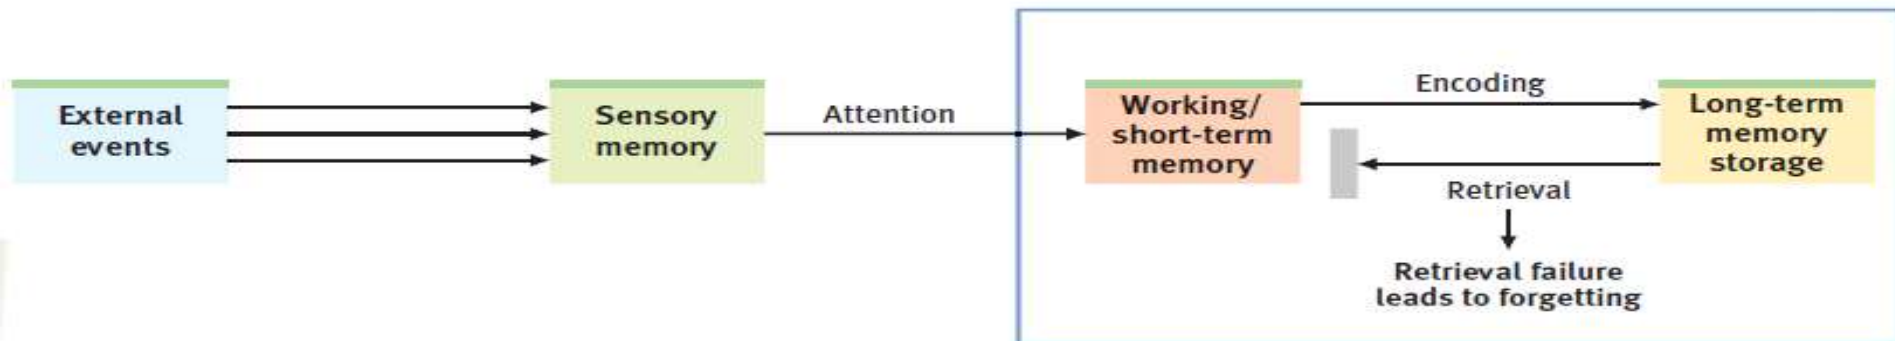 External
events
Sensory
memory
Attention
Working/
short-term
memory
Encoding
Long-term
memory
storage
Retrieval
Retrieval failure
leads to forgetting